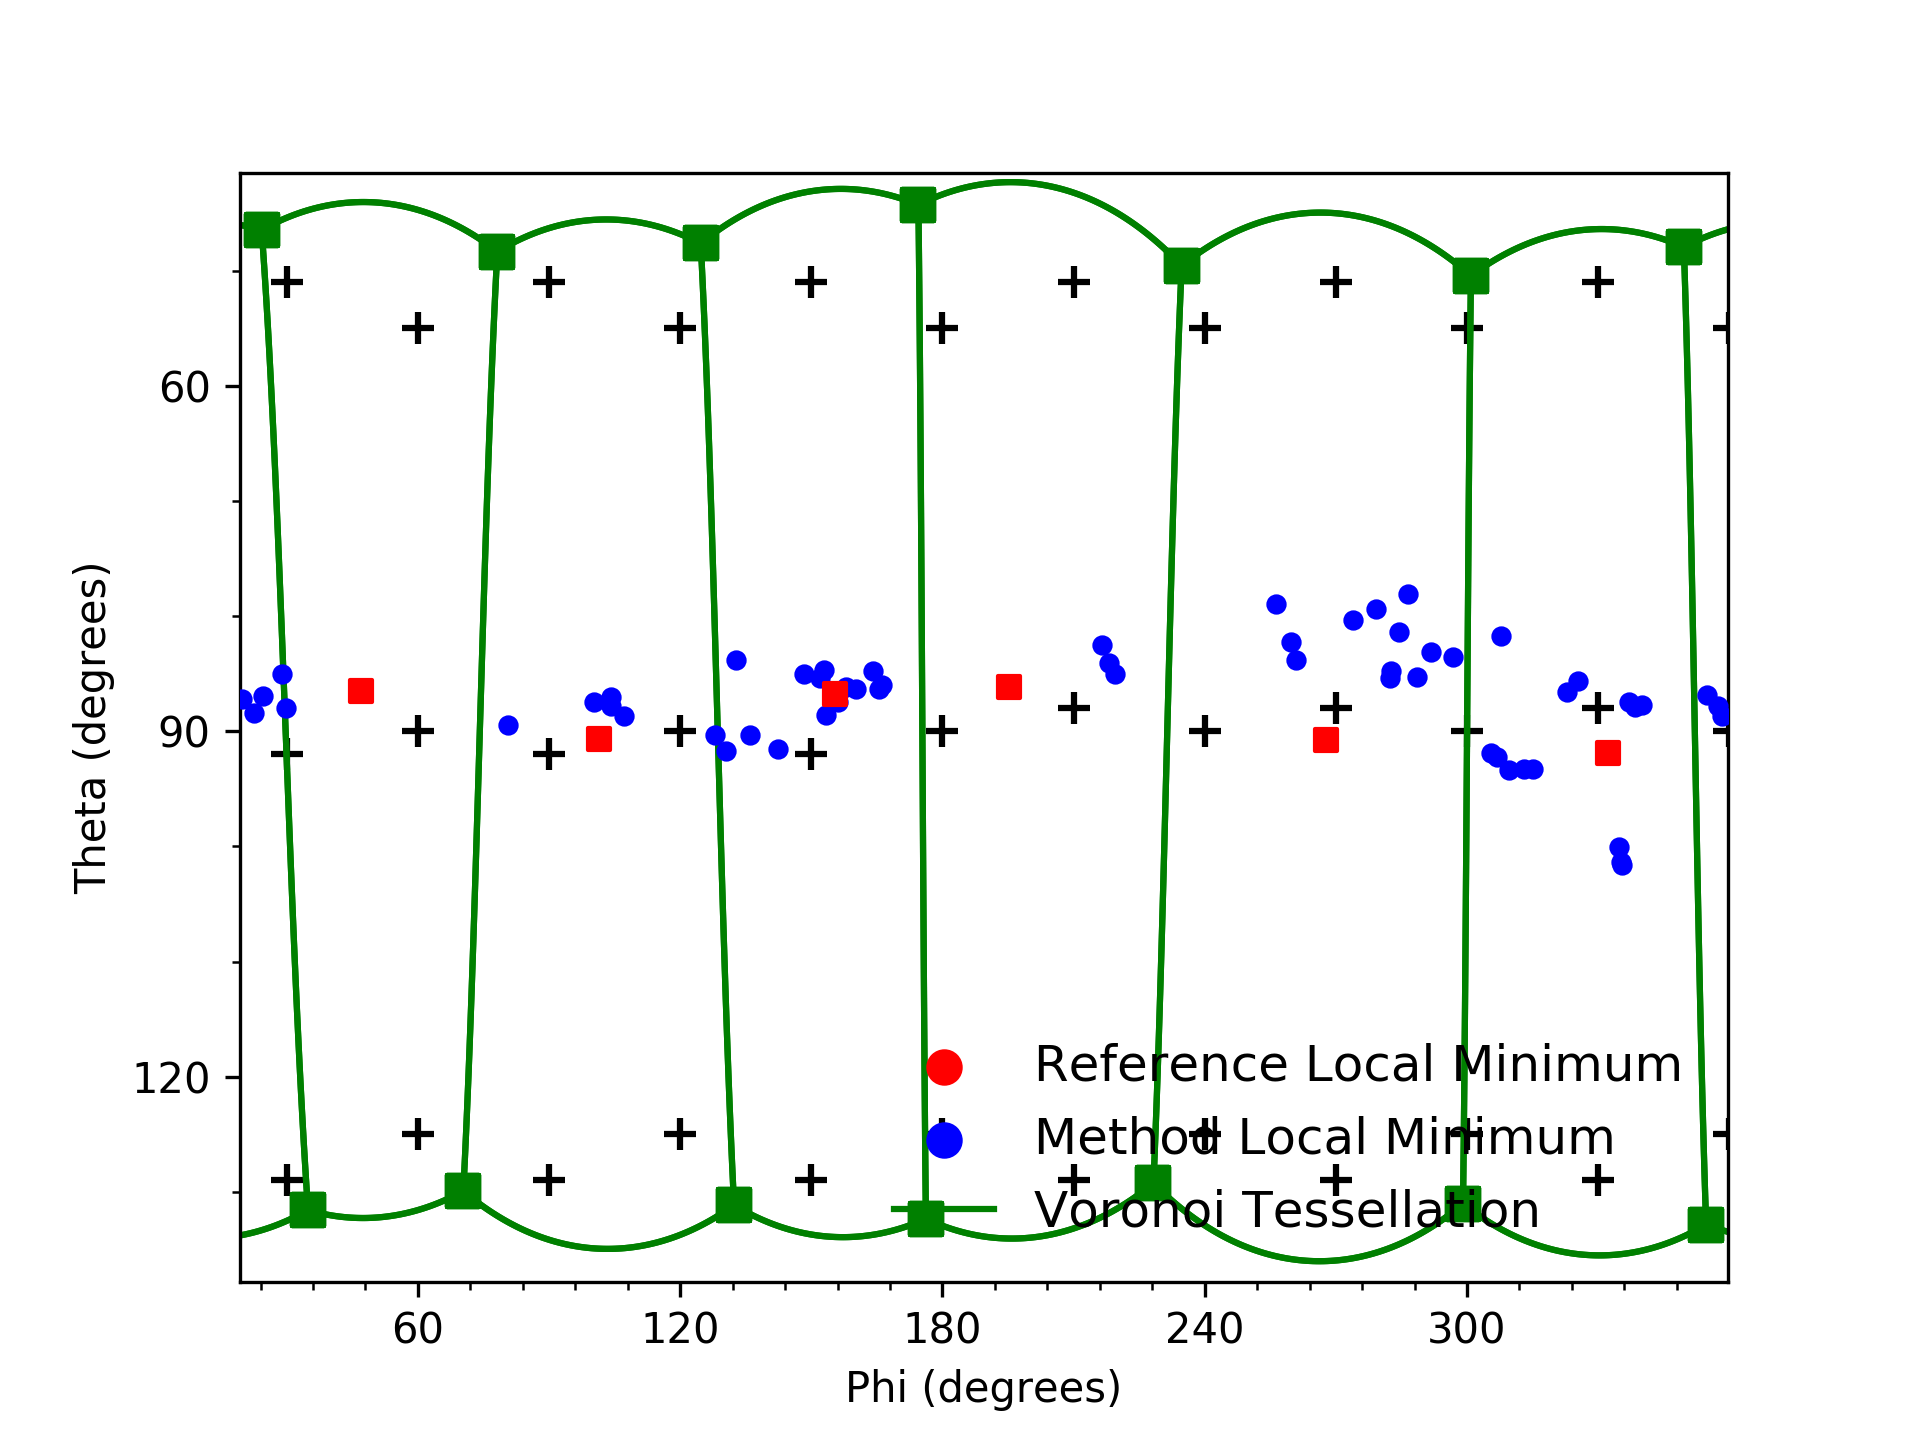 60
90
120
Theta (degrees)
Reference Local Minimum
Method Local Minimum
Voronoi Tessellation
60 120 180 240 300
Phi (degrees)